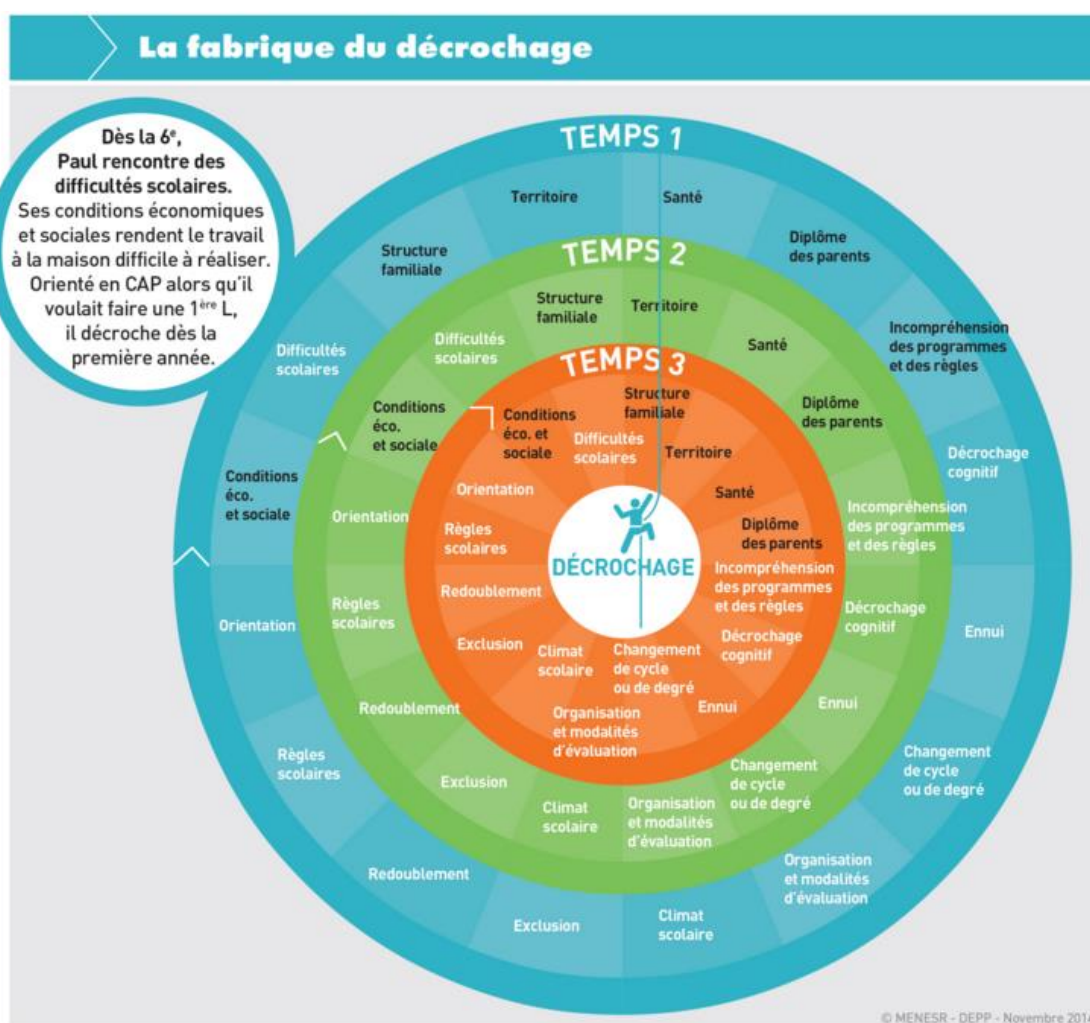 La fabrique du décrochage
Dès la 6e,
Paul rencontre des
difficultés scolaires.
Ses conditions économiques
et sociales rendent le travail
à la maison difficile à réaliser.
Orienté en CAP alors qu'il
voulait faire une 1ère L,
il décroche dès la
première année.
TEMPS 1
Territoire
Santé
Diplôme
des parents
Incompréhension
des programmes
et des règles
Décrochage
cognitif
Ennui
Changement
de cycle
ou de degré
Organisation
et modalités
d'évaluation
Climat
scolaire
Exclusion
Redoublement
Règles
scolaires
Orientation
Conditions
éco.
et sociale
Difficultés
scolaires
Structure
familiale
TEMPS 2
Structure
familiale
Territoire
Santé
Diplôme
des parents
Incompréhension
des programmes
et des règles
Décrochage
cognitif
Ennui
Changement
de cycle
ou de degré
Organisation
et modalités
d'évaluation
Climat
scolaire
Exclusion
Redoublement
Règles
scolaires
Orientation
Conditions
éco.
et sociale
Difficultés
scolaires
TEMPS 3
Structure
familiale
Territoire
Santé
Diplôme
des parents
Incompréhension
des programmes
et des règles
Décrochage
cognitif
Ennui
Changement
de cycle
ou de degré
Organisation
et modalités
d'évaluation
Climat
scolaire
Exclusion
Redoublement
Règles
scolaires
Orientation
Conditions
éco. et
sociale
Difficultés
scolaires
DÉCROCHAGE
© MENESR - DEPP - Novembre